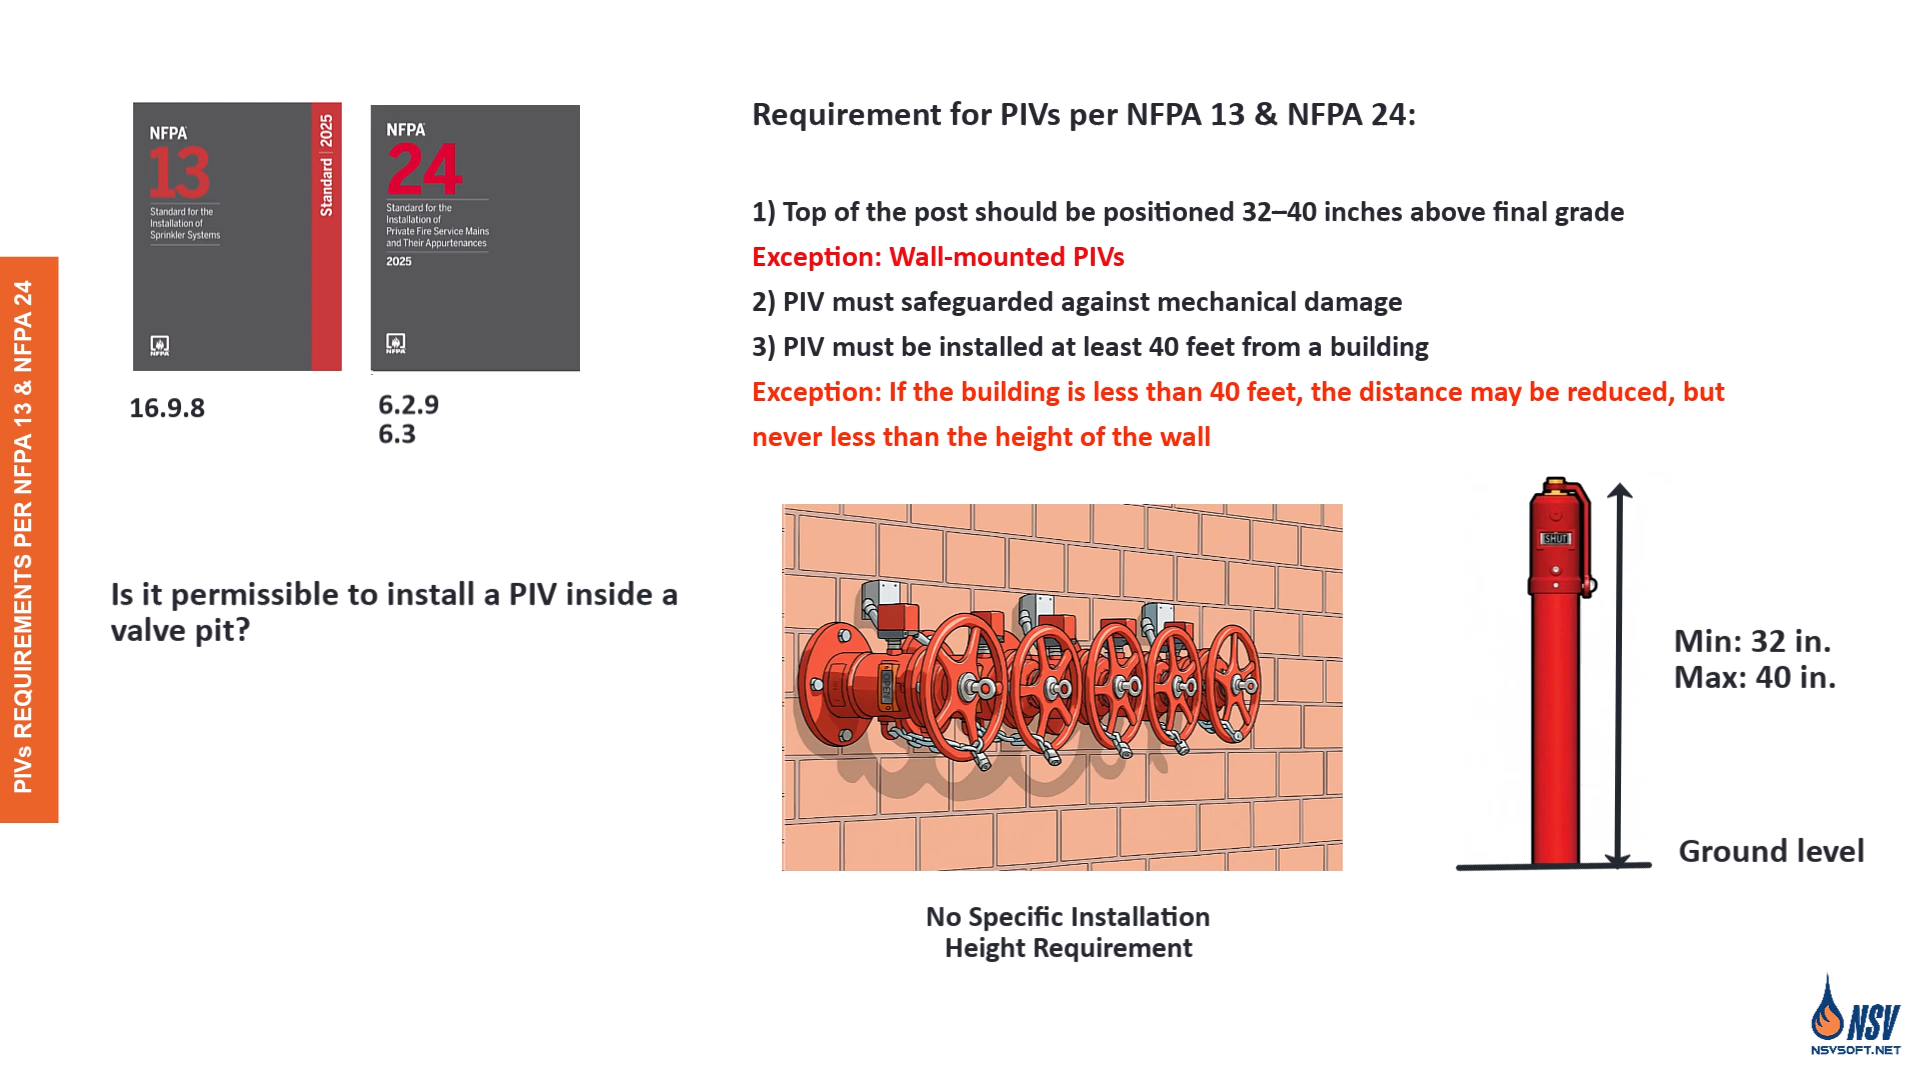 PIVs REQUIREMENTS PER NFPA 13 & NFPA 24
NFPA
13
Standard for the
Installation of
Sprinkler Systems
Standard | 2025
NFPA
16.9.8
NFPA
24
Standard for the
Installation of
Private Fire Service Mains
and Their Appurtenances
2025
NFPA
6.2.9
6.3
Requirement for PIVs per NFPA 13 & NFPA 24:
1) Top of the post should be positioned 32–40 inches above final grade
Exception: Wall-mounted PIVs
2) PIV must safeguarded against mechanical damage
3) PIV must be installed at least 40 feet from a building
Exception: If the building is less than 40 feet, the distance may be reduced, but
never less than the height of the wall
Is it permissible to install a PIV inside a
valve pit?
No Specific Installation
Height Requirement
SHUT
Min: 32 in.
Max: 40 in.
Ground level
NSV
NSVSOFT.NET